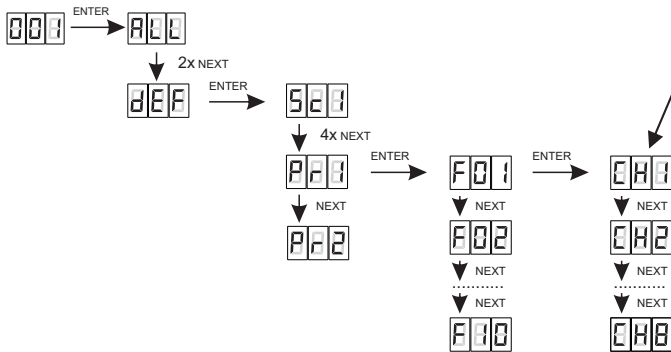 ENTER
001 ALL
2x NEXT
ENTER
dEF Sc1
4x NEXT
ENTER ENTER
Pr1 F01 CH1
NEXT NEXT NEXT
Pr2 F02 CH2
NEXT NEXT
NEXT NEXT
F10 CH8